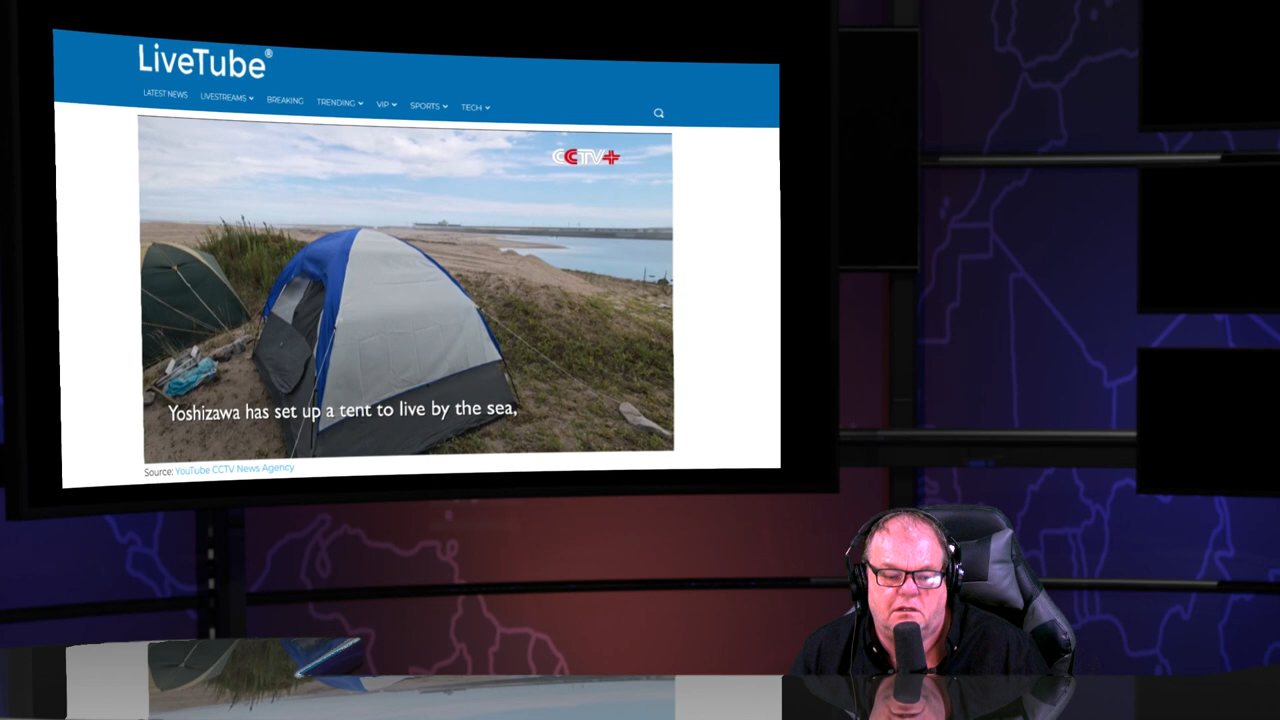 LiveTube®
LATEST NEWS LIVESTREAMS BREAKING TRENDING VIP SPORTS TECH
CCTV+
Yoshizawa has set up a tent to live by the sea,
Source: YouTube CCTV News Agency